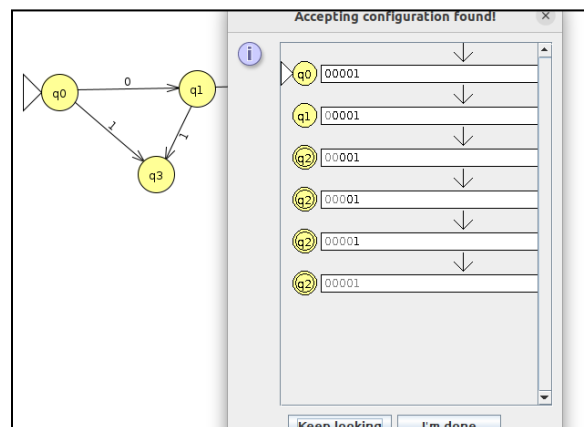 Accepting configuration found!
q0
0
q1
1
1
q3
q0 00001
q1 00001
q2 00001
q2 00001
q2 00001
q2 00001
Keep looking I'm done